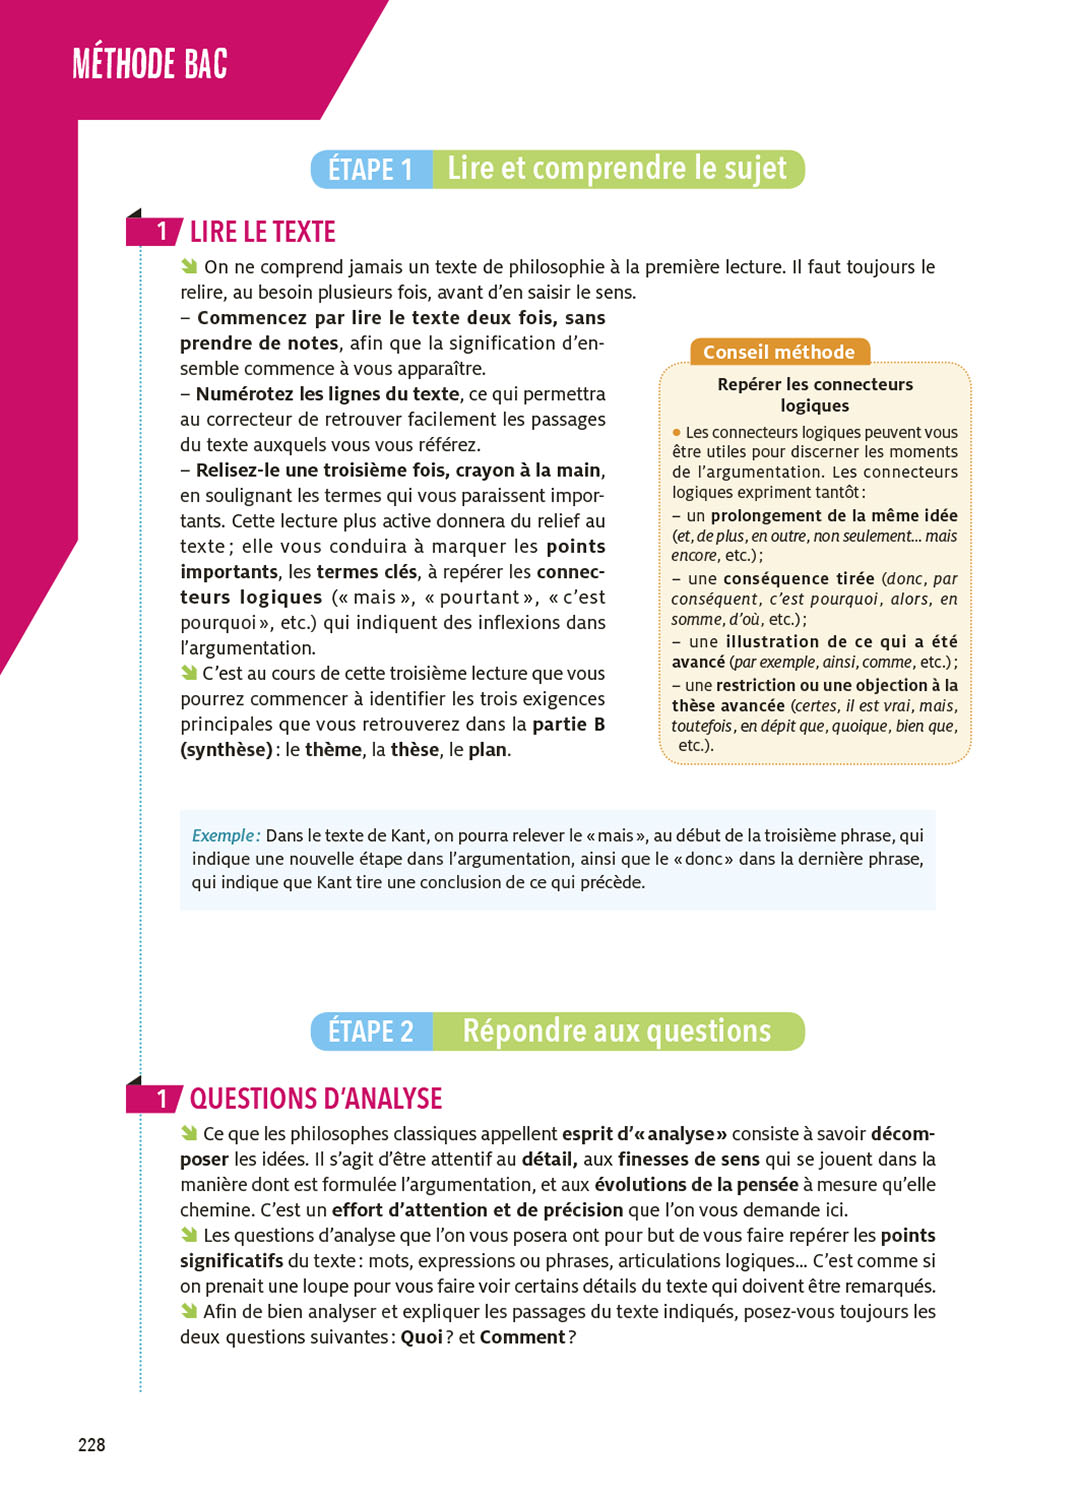 MÉTHODE BAC
ÉTAPE 1 Lire et comprendre le sujet
1 LIRE LE TEXTE
On ne comprend jamais un texte de philosophie à la première lecture. Il faut toujours le
relire, au besoin plusieurs fois, avant d’en saisir le sens.
– Commencez par lire le texte deux fois, sans
prendre de notes, afin que la signification d’en-
semble commence à vous apparaître.
– Numérotez les lignes du texte, ce qui permettra
au correcteur de retrouver facilement les passages
du texte auxquels vous vous référez.
– Relisez-le une troisième fois, crayon à la main,
en soulignant les termes qui vous paraissent impor-
tants. Cette lecture plus active donnera du relief au
texte ; elle vous conduira à marquer les points
importants, les termes clés, à repérer les connec-
teurs logiques (« mais », « pourtant », « c’est
pourquoi », etc.) qui indiquent des inflexions dans
l’argumentation.
C’est au cours de cette troisième lecture que vous
pourrez commencer à identifier les trois exigences
principales que vous retrouverez dans la partie B
(synthèse) : le thème, la thèse, le plan.
Conseil méthode
Repérer les connecteurs
logiques
• Les connecteurs logiques peuvent vous
être utiles pour discerner les moments
de l’argumentation. Les connecteurs
logiques expriment tantôt :
– un prolongement de la même idée
(et, de plus, en outre, non seulement... mais
encore, etc.) ;
– une conséquence tirée (donc, par
conséquent, c’est pourquoi, alors, en
somme, d’où, etc.) ;
– une illustration de ce qui a été
avancé (par exemple, ainsi, comme, etc.) ;
– une restriction ou une objection à la
thèse avancée (certes, il est vrai, mais,
toutefois, en dépit que, quoique, bien que,
etc.).
Exemple : Dans le texte de Kant, on pourra relever le « mais », au début de la troisième phrase, qui
indique une nouvelle étape dans l’argumentation, ainsi que le « donc » dans la dernière phrase,
qui indique que Kant tire une conclusion de ce qui précède.
ÉTAPE 2 Répondre aux questions
1 QUESTIONS D’ANALYSE
Ce que les philosophes classiques appellent esprit d’« analyse » consiste à savoir décom-
poser les idées. Il s’agit d’être attentif au détail, aux finesses de sens qui se jouent dans la
manière dont est formulée l’argumentation, et aux évolutions de la pensée à mesure qu’elle
chemine. C’est un effort d’attention et de précision que l’on vous demande ici.
Les questions d’analyse que l’on vous posera ont pour but de vous faire repérer les points
significatifs du texte : mots, expressions ou phrases, articulations logiques... C’est comme si
on prenait une loupe pour vous faire voir certains détails du texte qui doivent être remarqués.
Afin de bien analyser et expliquer les passages du texte indiqués, posez-vous toujours les
deux questions suivantes : Quoi ? et Comment ?
228